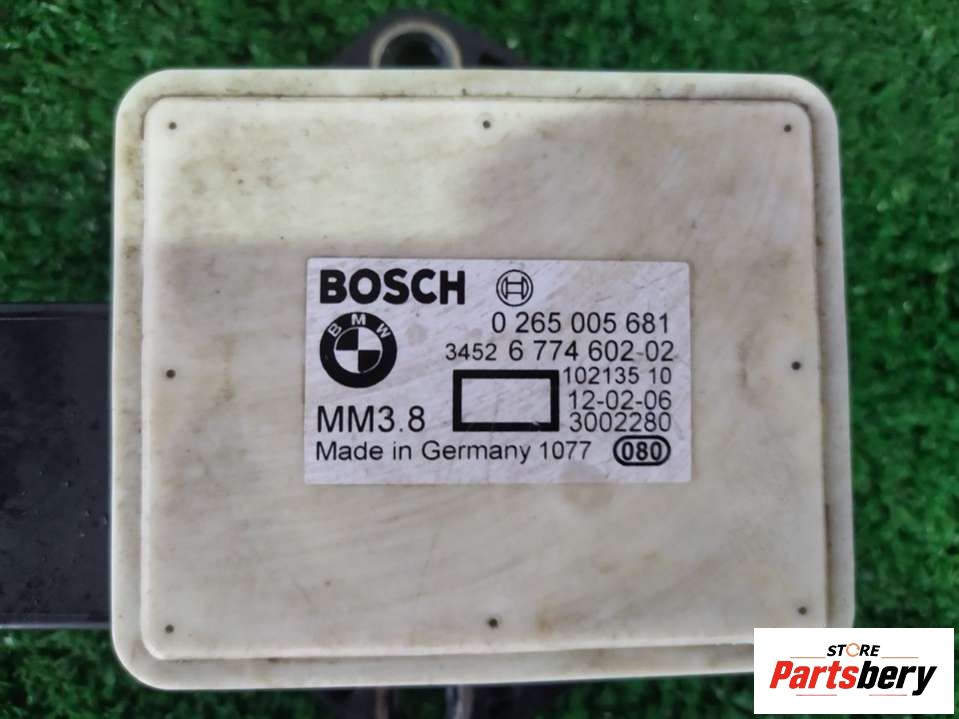 BOSCH
BMW
0 265 005 681
3452 6 774 602-02
102135 10
12-02-06
MM3.8
3002280
Made in Germany 1077
080
STORE
Partsbery